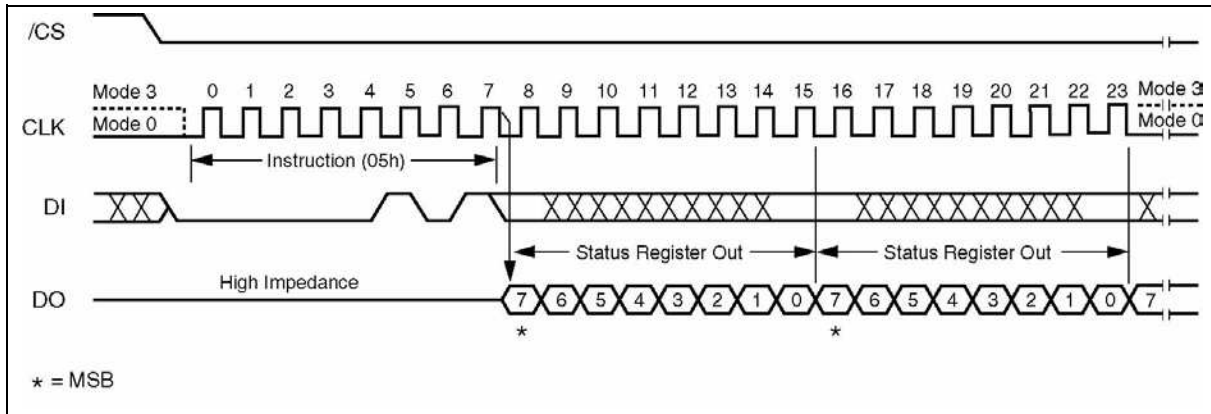 /CS
Mode 3 0 1 2 3 4 5 6 7 8 9 10 11 12 13 14 15 16 17 18 19 20 21 22 23 Mode 3
CLK Mode 0 Mode 0
Instruction (05h)
DI
Status Register Out Status Register Out
High Impedance
DO 7 6 5 4 3 2 1 0 7 6 5 4 3 2 1 0 7
* *
* = MSB